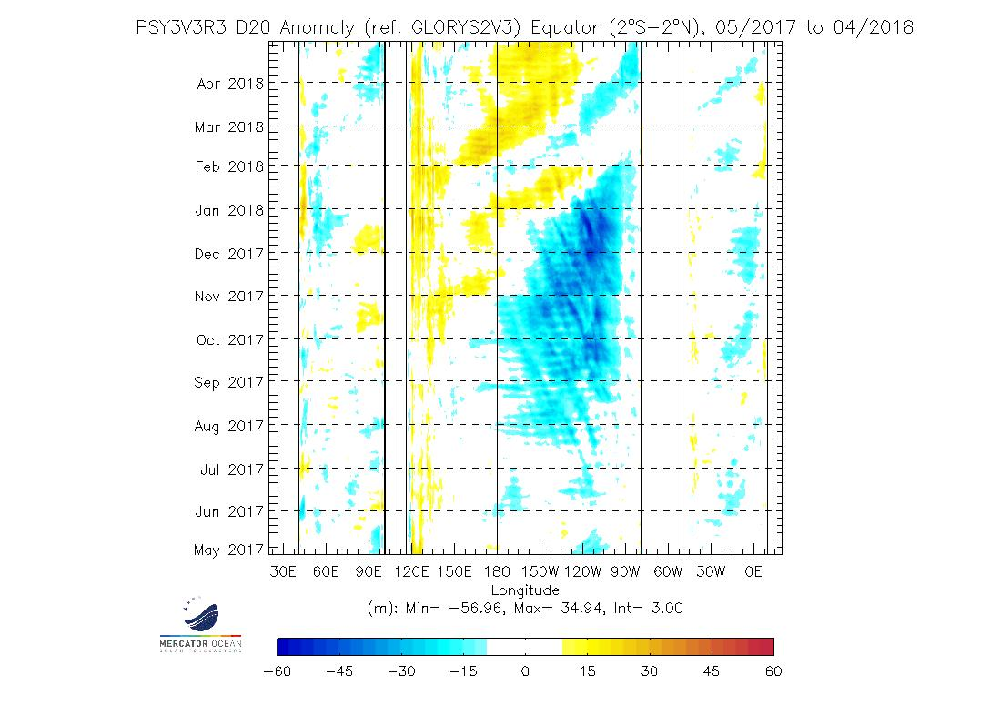 PSY3V3R3 D20 Anomaly (ref: GLORYS2V3) Equator (2°S−2°N), 05/2017 to 04/2018
Apr 2018
Mar 2018
Feb 2018
Jan 2018
Dec 2017
Nov 2017
Oct 2017
Sep 2017
Aug 2017
Jul 2017
Jun 2017
May 2017
30E 60E 90E 120E 150E 180 150W 120W 90W 60W 30W 0E
Longitude
(m): Min= −56.96, Max= 34.94, Int= 3.00
MERCATOR OCEAN
OCEAN FORECASTERS
−60 −45 −30 −15 0 15 30 45 60